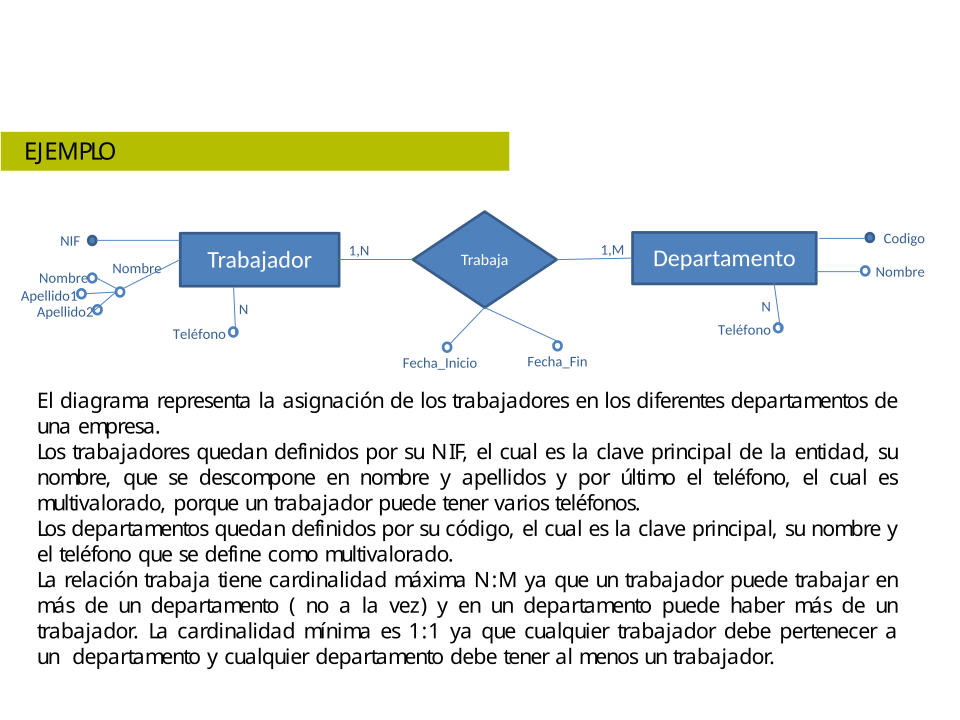 EJEMPLO
NIF
Nombre
Nombre
Apellido1
Apellido2
Trabajador
N
Teléfono
1,N
Trabaja
1,M
Fecha_Inicio
Fecha_Fin
Departamento
Codigo
Nombre
N
Teléfono
El diagrama representa la asignación de los trabajadores en los diferentes departamentos de
una empresa.
Los trabajadores quedan definidos por su NIF, el cual es la clave principal de la entidad, su
nombre, que se descompone en nombre y apellidos y por último el teléfono, el cual es
multivalorado, porque un trabajador puede tener varios teléfonos.
Los departamentos quedan definidos por su código, el cual es la clave principal, su nombre y
el teléfono que se define como multivalorado.
La relación trabaja tiene cardinalidad máxima N:M ya que un trabajador puede trabajar en
más de un departamento ( no a la vez) y en un departamento puede haber más de un
trabajador. La cardinalidad mínima es 1:1 ya que cualquier trabajador debe pertenecer a
un departamento y cualquier departamento debe tener al menos un trabajador.